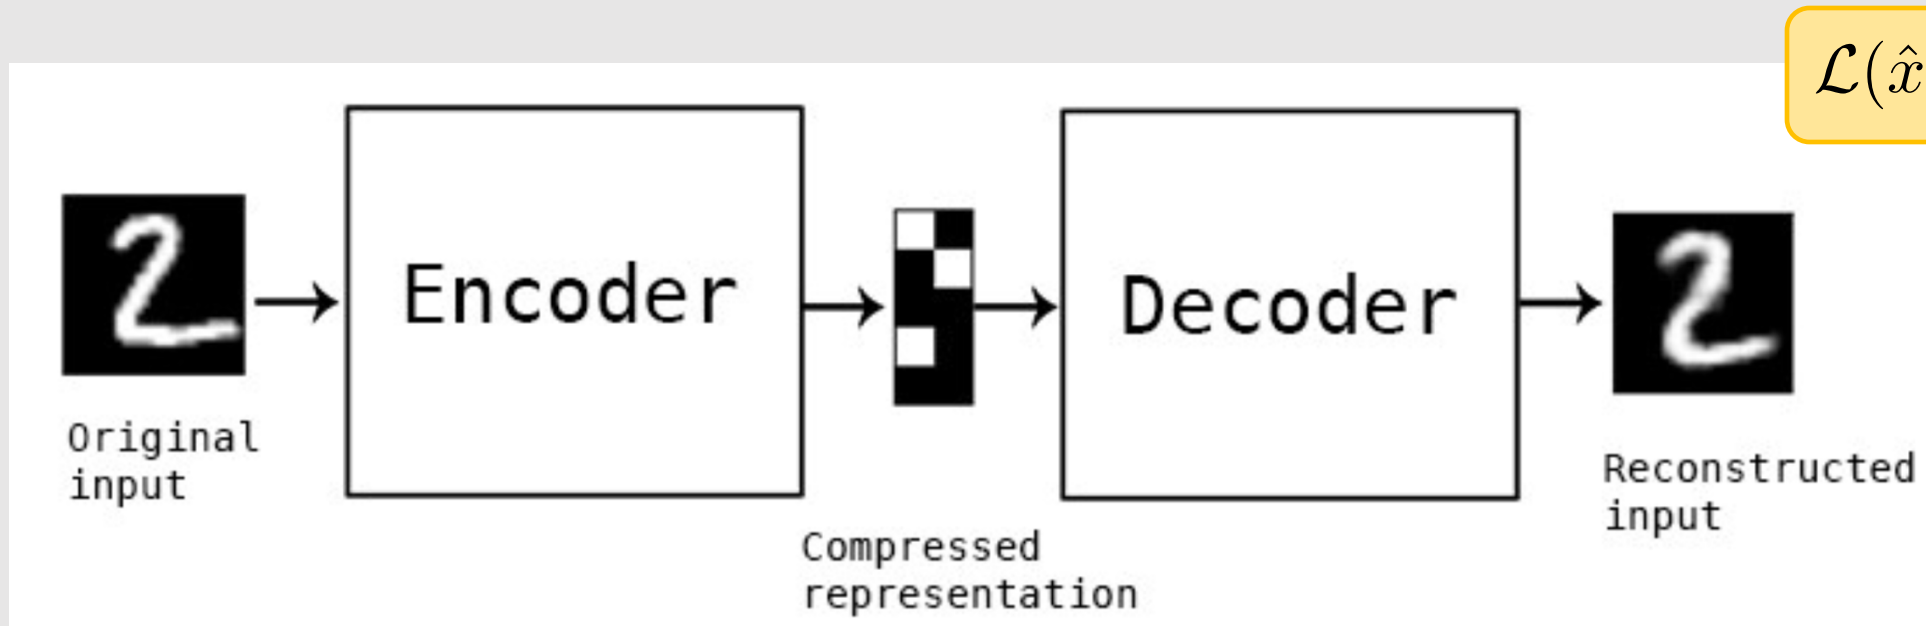 ℒ(x̂
Encoder
Decoder
Original
input
Reconstructed
input
Compressed
representation